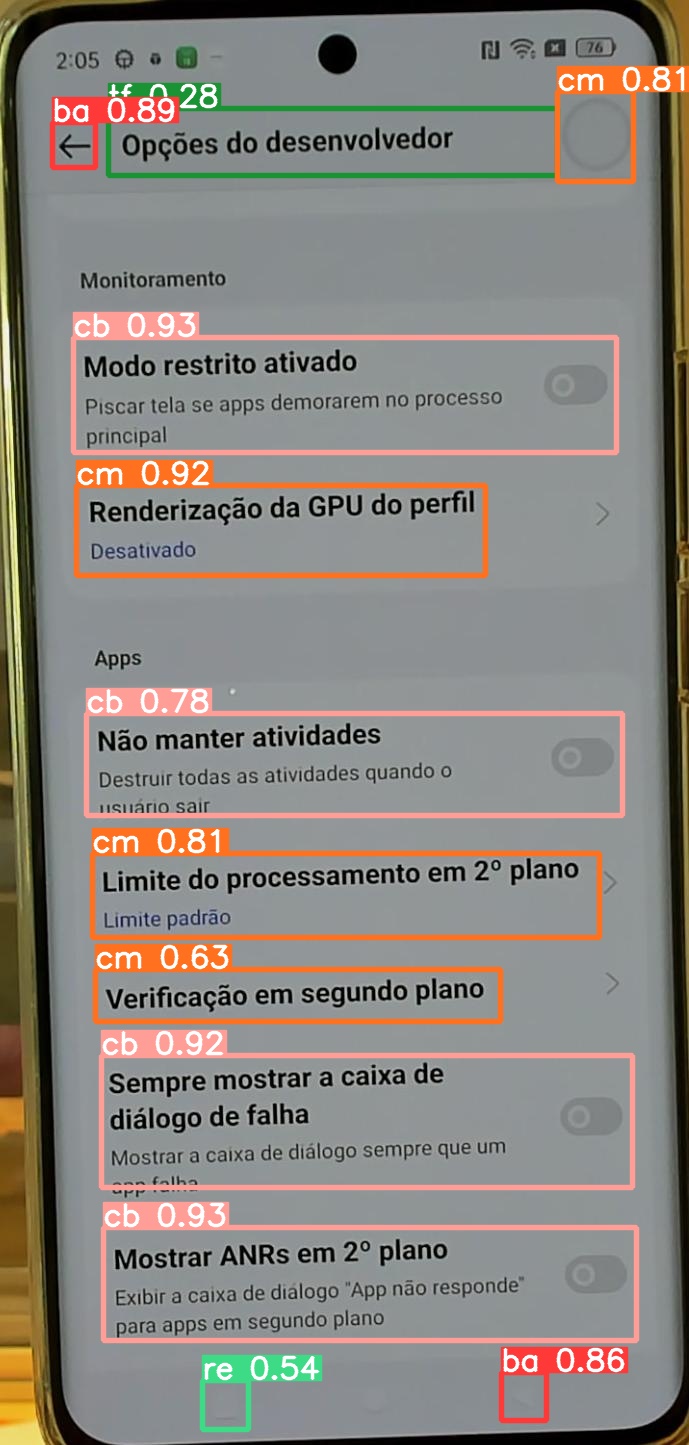 2:05
76
tf 0.28
cm 0.81
ba 0.89
Opções do desenvolvedor
Monitoramento
cb 0.93
Modo restrito ativado
Piscar tela se apps demorarem no processo
principal
cm 0.92
Renderização da GPU do perfil
Desativado
Apps
cb 0.78
Não manter atividades
Destruir todas as atividades quando o
usuário sair
cm 0.81
Limite do processamento em 2º plano
Limite padrão
cm 0.63
Verificação em segundo plano
cb 0.92
Sempre mostrar a caixa de
diálogo de falha
Mostrar a caixa de diálogo sempre que um
app falha
cb 0.93
Mostrar ANRs em 2º plano
Exibir a caixa de diálogo "App não responde"
para apps em segundo plano
re 0.54
ba 0.86